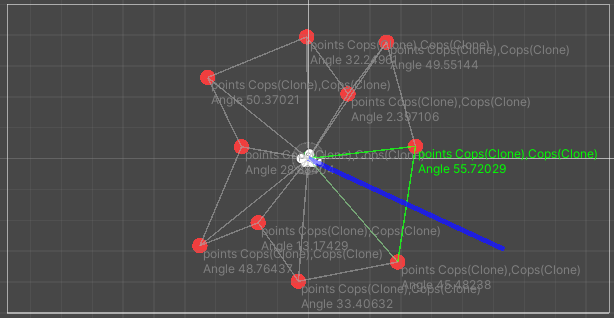 points Cops(Clone),Cops(Clone)
Angle 32.24961
points Cops(Clone),Cops(Clone)
Angle 49.55144
points Cops(Clone),Cops(Clone)
Angle 50.37021
points Cops(Clone),Cops(Clone)
Angle 2.397106
points Cops(Clone),Cops(Clone)
Angle
points Cops(Clone),Cops(Clone)
Angle 55.72029
points Cops(Clone),Cops(Clone)
Angle 13.17429
points Cops(Clone),Cops(Clone)
Angle 48.76437
points Cops(Clone),Cops(Clone)
Angle 45.48238
points Cops(Clone),Cops(Clone)
Angle 33.40632